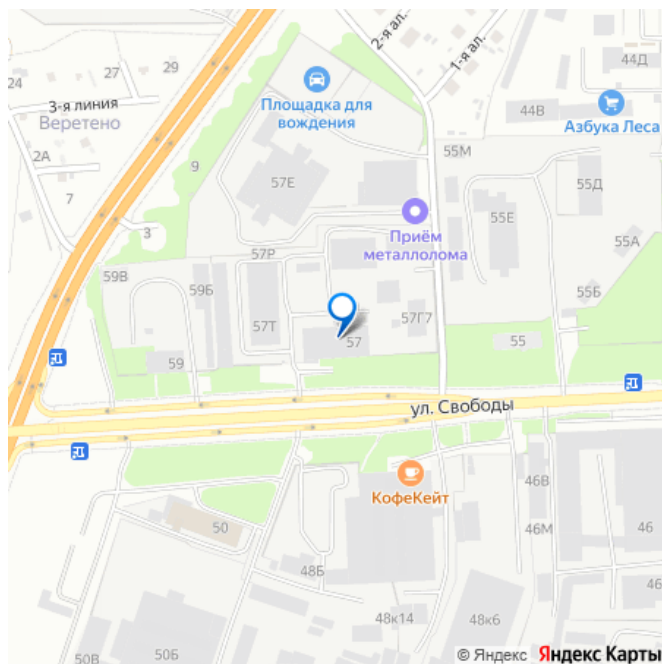 2-я ал.
1-я ал.
44Д
24
27
29
3-я линия
Веретено
Площадка для
вождения
44В
Азбука Леса
2А
9
57Е
55М
55Д
7
Приём
металлолома
55Е
3
57Р
55А
59В
59Б
57Т
57Г7
55Б
57
55
59
ул. Свободы
КофеКейт
46В
50
46М
46
48Б
48к14
48к6
50Б
50В
© Яндекс Яндекс Карты